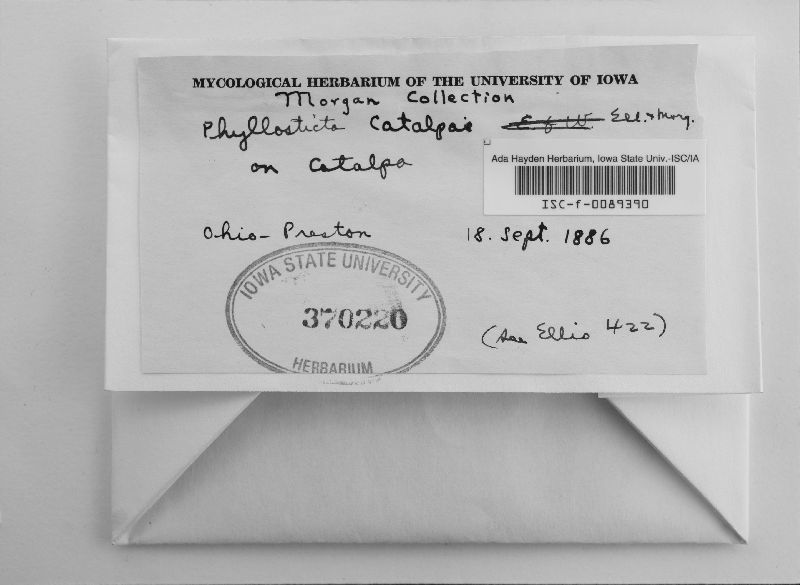 MYCOLOGICAL HERBARIUM OF THE UNIVERSITY OF IOWA
Morgan Collection
Phyllosticta Catalpae Ell. & Morg.
on Catalpa
Ada Hayden Herbarium, Iowa State Univ.-ISC/IA
ISC-f-0089390
Ohio - Preston 18. Sept. 1886
IOWA STATE UNIVERSITY
370220
HERBARIUM
(see Ellis 422)